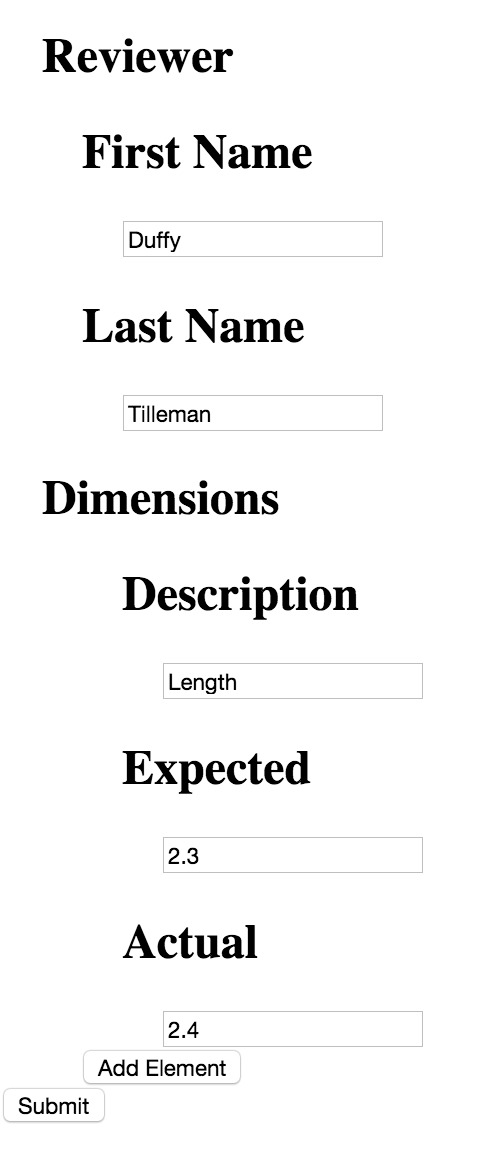 Reviewer
First Name
Duffy
Last Name
Tilleman
Dimensions
Description
Length
Expected
2.3
Actual
2.4
Add Element
Submit